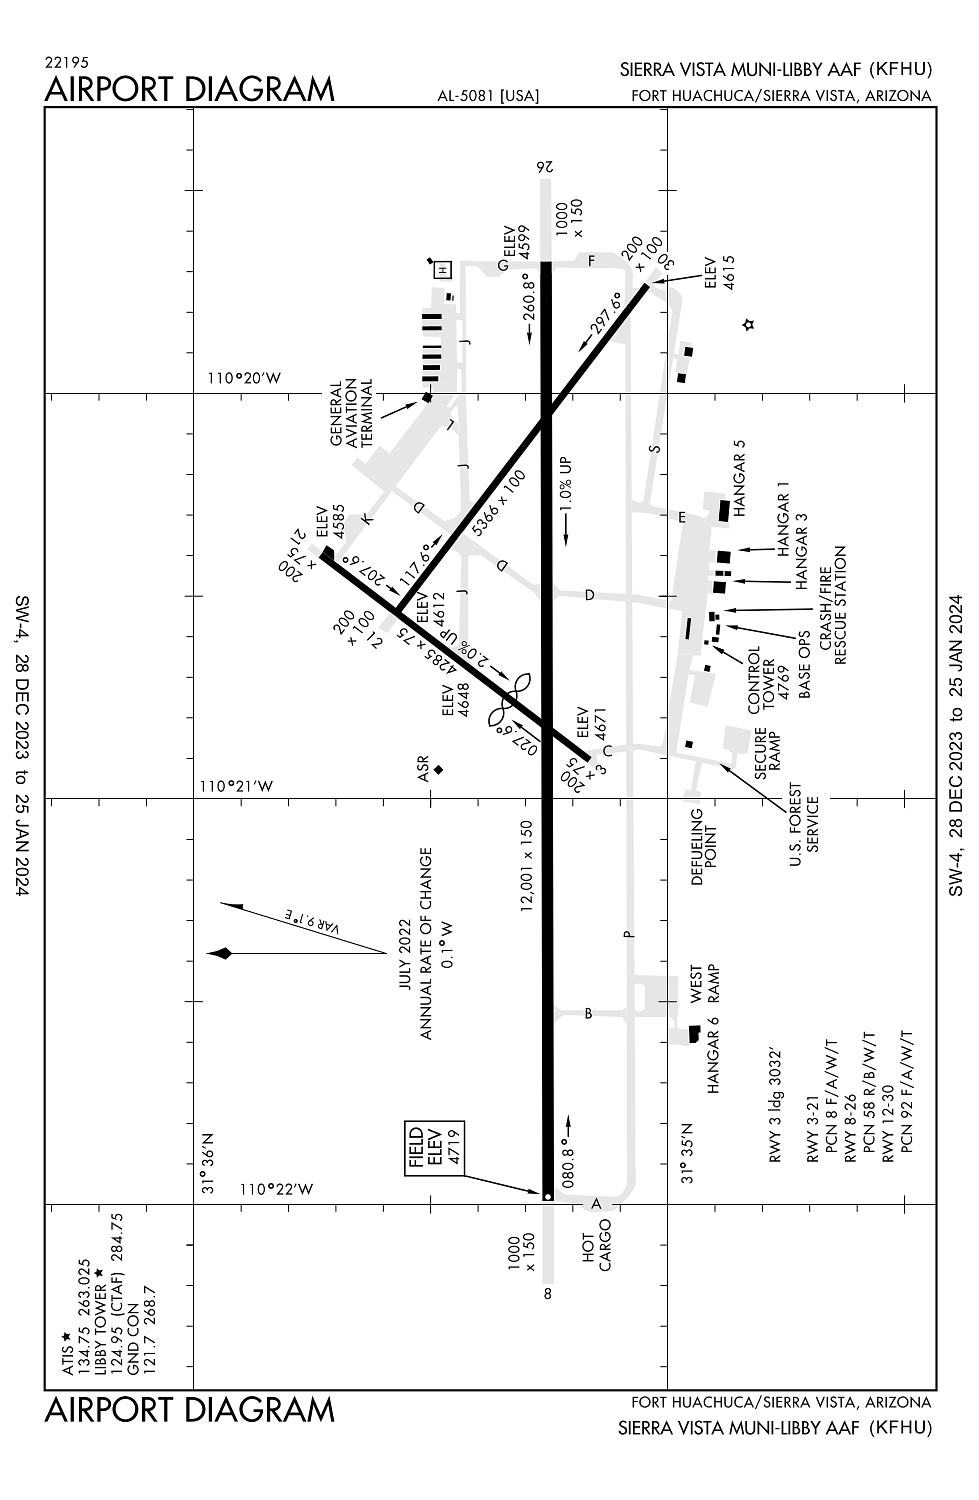 22195
AIRPORT DIAGRAM
AL-5081 [USA]
SIERRA VISTA MUNI-LIBBY AAF (KFHU)
FORT HUACHUCA/SIERRA VISTA, ARIZONA
26
1000
x 150
ELEV
4599
G
F
H
200
x 100
30
ELEV
4615
260.8°
297.6°
J
110°20'W
GENERAL
AVIATION
TERMINAL
L
J
S
HANGAR 5
1.0% UP
5366 x 100
D
K
E
HANGAR 1
HANGAR 3
ELEV
4585
21
200
x 75
207.6°
117.6°
D
D
J
CRASH/FIRE
RESCUE STATION
BASE OPS
CONTROL
TOWER
4769
200
x 100
12
ELEV
4612
4285 x 75
2.0% UP
ELEV
4648
027.6°
ELEV
4671
C
3
200
x 75
SECURE
RAMP
ASR
110°21'W
U.S. FOREST
SERVICE
DEFUELING
POINT
12,001 x 150
VAR 9.1°E
JULY 2022
ANNUAL RATE OF CHANGE
0.1° W
P
WEST
RAMP
B
HANGAR 6
RWY 3 ldg 3032'
RWY 3-21
PCN 8 F/A/W/T
RWY 8-26
PCN 58 R/B/W/T
RWY 12-30
PCN 92 F/A/W/T
FIELD
ELEV
4719
080.8°
31° 36'N
31° 35'N
110°22'W
A
HOT
CARGO
1000
x 150
8
ATIS ★
134.75 263.025
LIBBY TOWER ★
124.95 (CTAF) 284.75
GND CON
121.7 268.7
SW-4, 28 DEC 2023 to 25 JAN 2024
SW-4, 28 DEC 2023 to 25 JAN 2024
AIRPORT DIAGRAM
FORT HUACHUCA/SIERRA VISTA, ARIZONA
SIERRA VISTA MUNI-LIBBY AAF (KFHU)